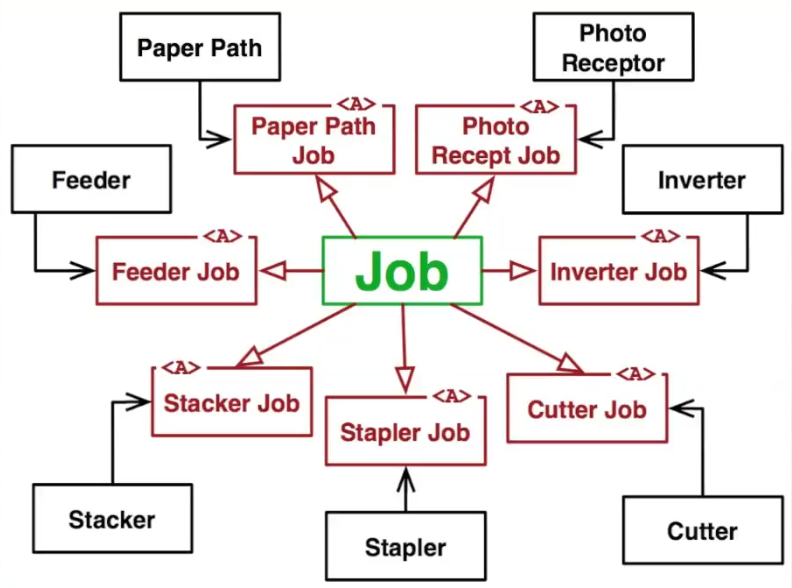 Paper Path
Photo
Receptor
<A>
<A>
Paper Path
Job
Photo
Recept Job
Feeder
Inverter
<A>
<A>
Feeder Job
Job
Inverter Job
<A>
<A>
<A>
Stacker Job
Stapler Job
Cutter Job
Stacker
Stapler
Cutter